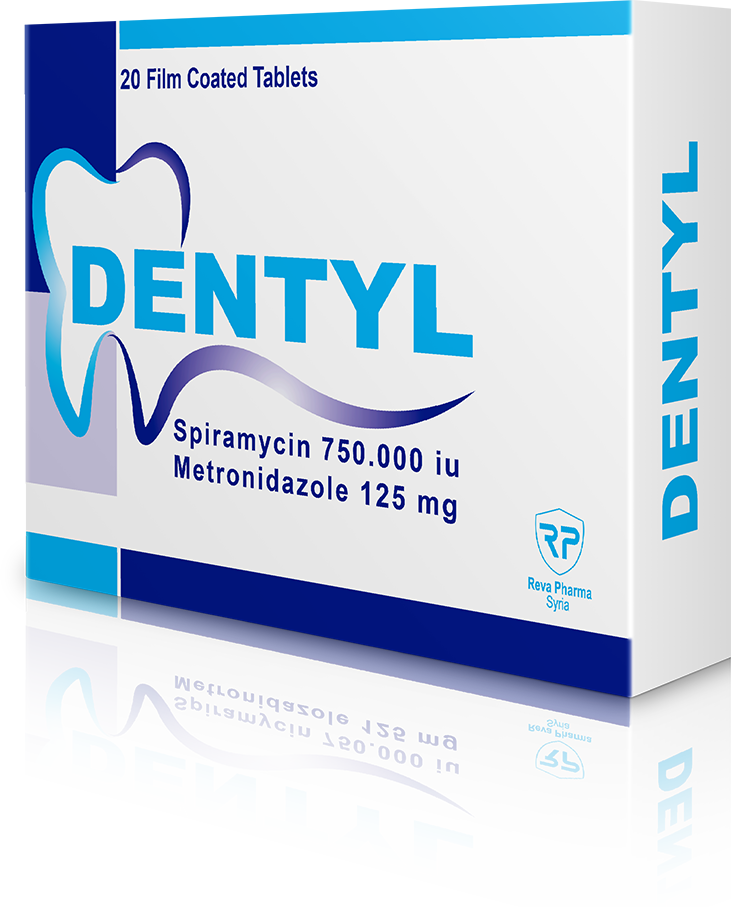 20 Film Coated Tablets
DENTYL
Spiramycin 750.000 iu
Metronidazole 125 mg
RP
Reva Pharma
Syria
DENTYL